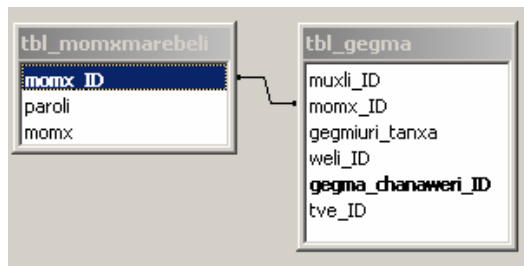 tbl_momxmarebeli
momx_ID
paroli
momx
tbl_gegma
muxli_ID
momx_ID
gegmiuri_tanxa
weli_ID
gegma_chanaweri_ID
tve_ID